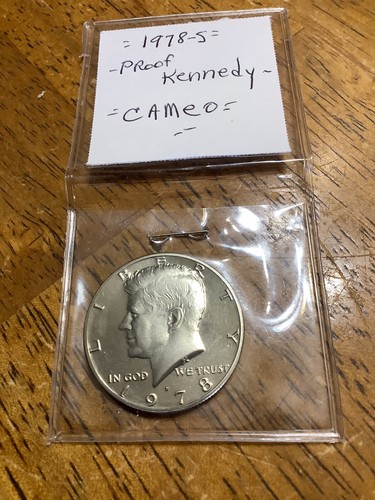 = 1978-S =
- PRooF
Kennedy -
= CAMeO =
LIBERTY
IN GOD WE TRUST
S
1978